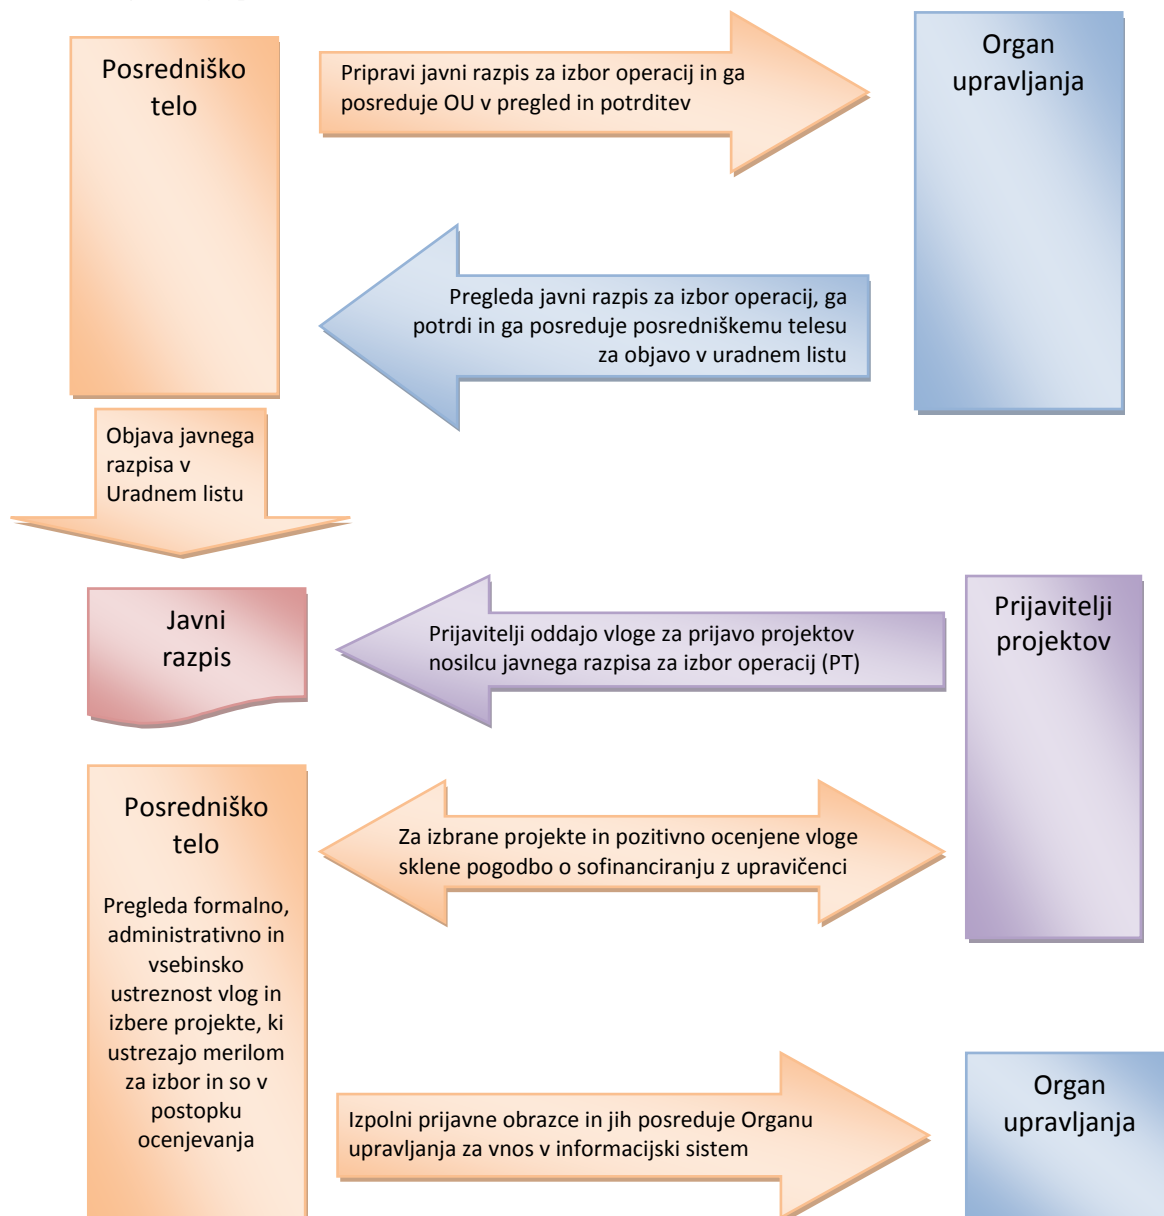 Posredniško
telo
Pripravi javni razpis za izbor operacij in ga
posreduje OU v pregled in potrditev
Organ
upravljanja
Pregleda javni razpis za izbor operacij, ga
potrdi in ga posreduje posredniškemu telesu
za objavo v uradnem listu
Objava javnega
razpisa v
Uradnem listu
Javni
razpis
Prijavitelji oddajo vloge za prijavo projektov
nosilcu javnega razpisa za izbor operacij (PT)
Prijavitelji
projektov
Posredniško
telo
Pregleda formalno,
administrativno in
vsebinsko
ustreznost vlog in
izbere projekte, ki
ustrezajo merilom
za izbor in so v
postopku
ocenjevanja
Za izbrane projekte in pozitivno ocenjene vloge
sklene pogodbo o sofinanciranju z upravičenci
Izpolni prijavne obrazce in jih posreduje Organu
upravljanja za vnos v informacijski sistem
Organ
upravljanja